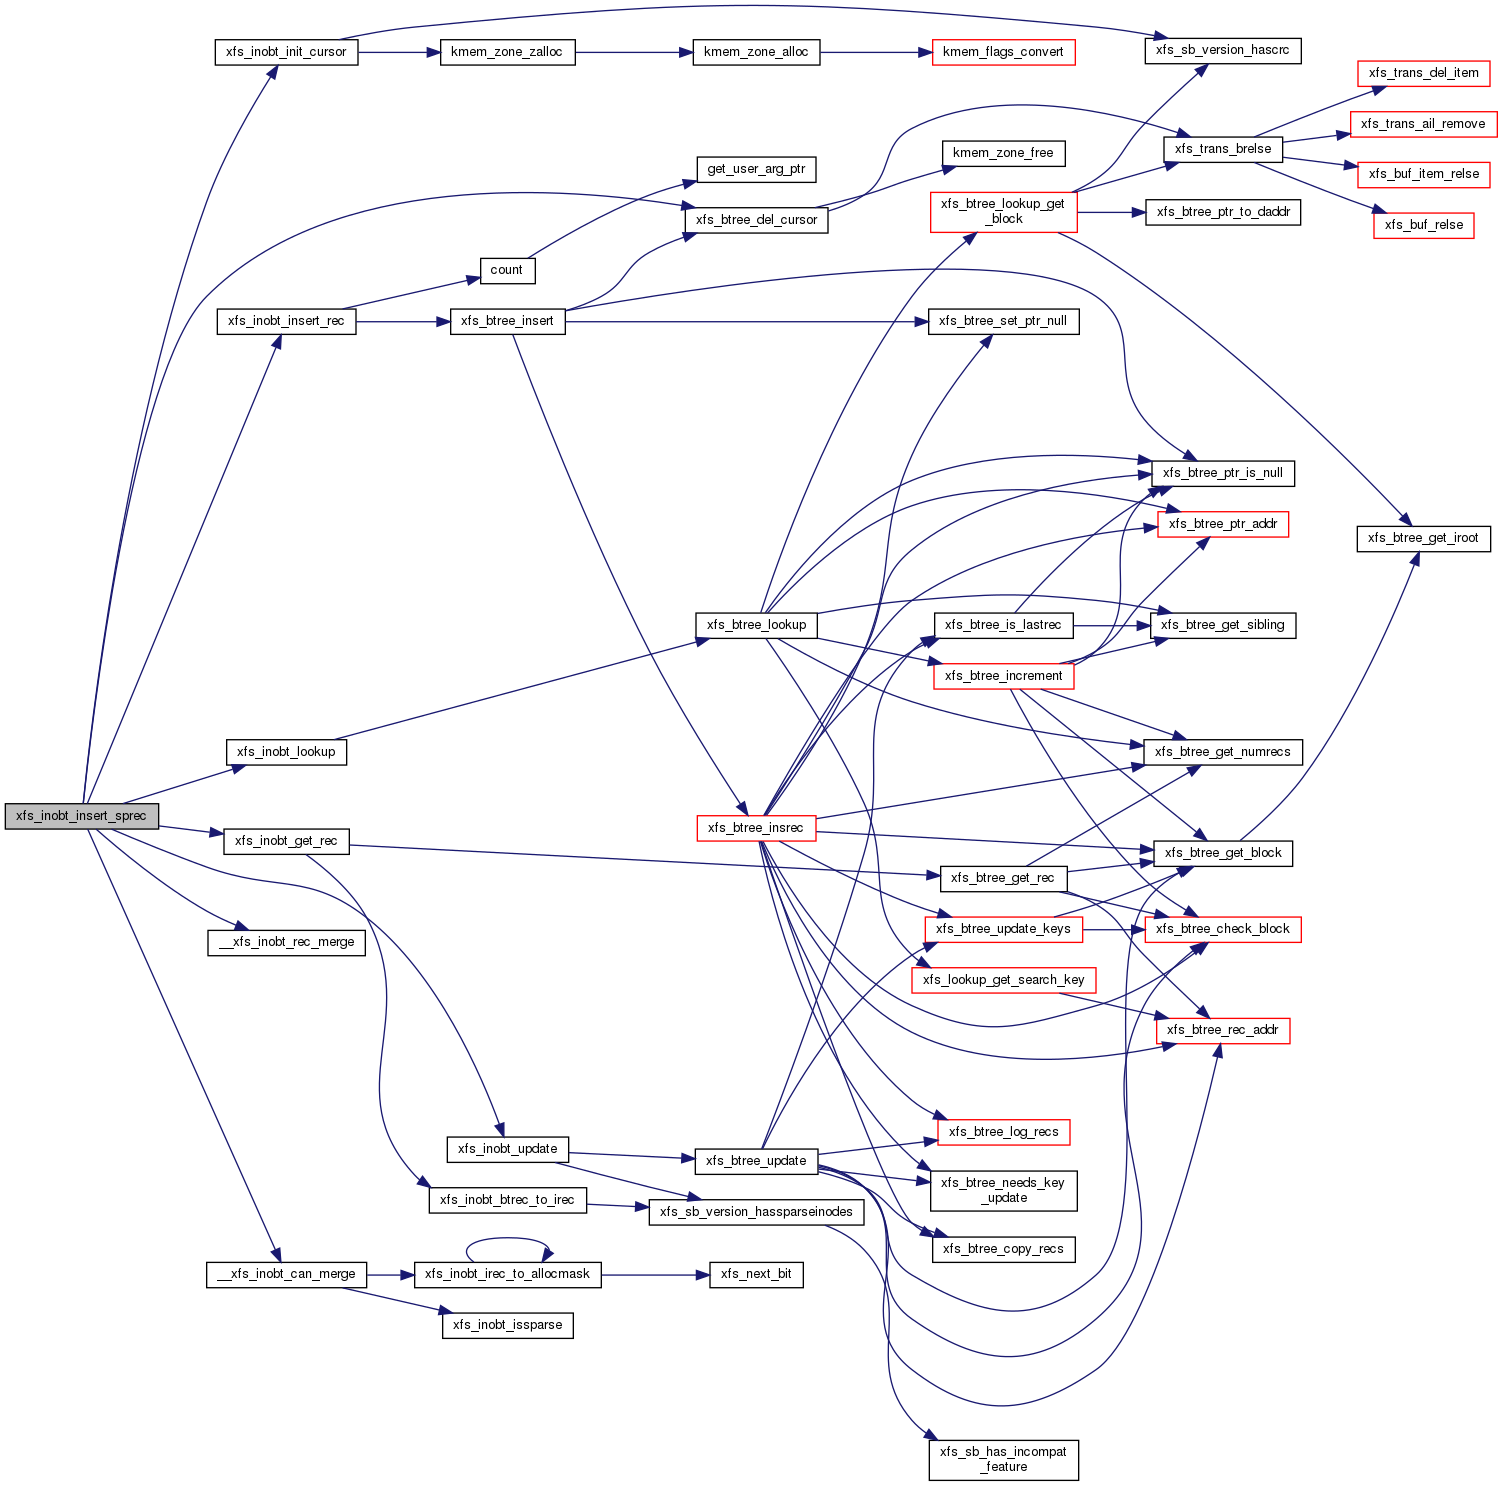 xfs_inobt_init_cursor
kmem_zone_zalloc
kmem_zone_alloc
kmem_flags_convert
xfs_sb_version_hascrc
xfs_trans_del_item
xfs_trans_ail_remove
xfs_trans_brelse
kmem_zone_free
get_user_arg_ptr
xfs_buf_item_relse
xfs_btree_lookup_get
_block
xfs_btree_ptr_to_daddr
xfs_btree_del_cursor
xfs_buf_relse
count
xfs_inobt_insert_rec
xfs_btree_insert
xfs_btree_set_ptr_null
xfs_btree_ptr_is_null
xfs_btree_ptr_addr
xfs_btree_get_iroot
xfs_btree_lookup
xfs_btree_is_lastrec
xfs_btree_get_sibling
xfs_btree_increment
xfs_inobt_lookup
xfs_btree_get_numrecs
xfs_inobt_insert_sprec
xfs_btree_insrec
xfs_inobt_get_rec
xfs_btree_get_block
xfs_btree_get_rec
xfs_btree_update_keys
xfs_btree_check_block
__xfs_inobt_rec_merge
xfs_lookup_get_search_key
xfs_btree_rec_addr
xfs_btree_log_recs
xfs_inobt_update
xfs_btree_update
xfs_btree_needs_key
_update
xfs_inobt_btrec_to_irec
xfs_sb_version_hassparseinodes
xfs_btree_copy_recs
__xfs_inobt_can_merge
xfs_inobt_irec_to_allocmask
xfs_next_bit
xfs_inobt_issparse
xfs_sb_has_incompat
_feature